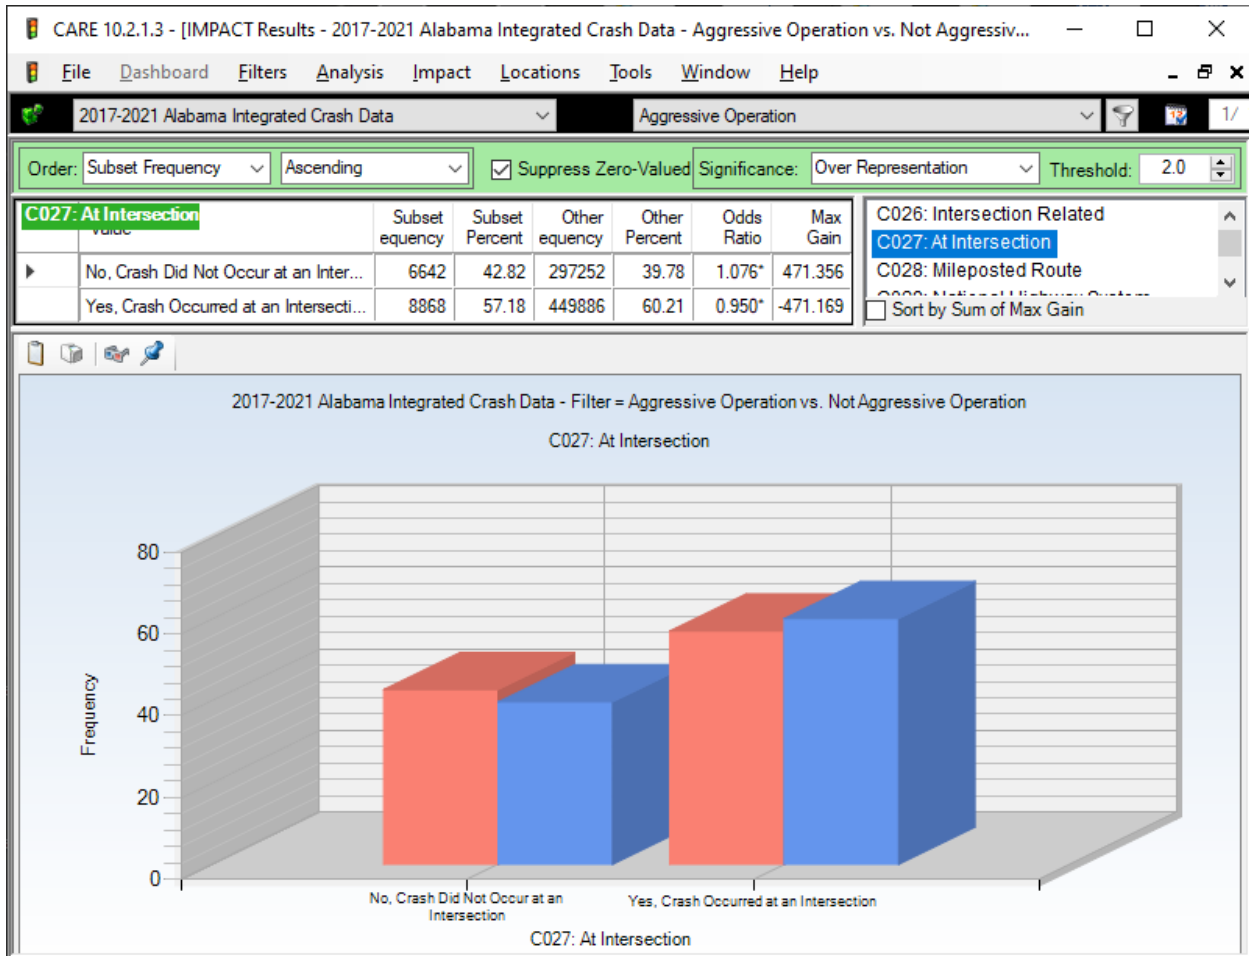 CARE 10.2.1.3 - [IMPACT Results - 2017-2021 Alabama Integrated Crash Data - Aggressive Operation vs. Not Aggressiv...
File Dashboard Filters Analysis Impact Locations Tools Window Help
2017-2021 Alabama Integrated Crash Data Aggressive Operation 12 1/
Order: Subset Frequency Ascending Suppress Zero-Valued Significance: Over Representation Threshold: 2.0
C027: At Intersection
Subset equency Subset Percent Other equency Other Percent Odds Ratio Max Gain
No, Crash Did Not Occur at an Inter... 6642 42.82 297252 39.78 1.076* 471.356
Yes, Crash Occurred at an Intersecti... 8868 57.18 449886 60.21 0.950* -471.169
C026: Intersection Related
C027: At Intersection
C028: Mileposted Route
Sort by Sum of Max Gain
2017-2021 Alabama Integrated Crash Data - Filter = Aggressive Operation vs. Not Aggressive Operation
C027: At Intersection
80
60
40
20
0
Frequency
No, Crash Did Not Occur at an
Intersection
Yes, Crash Occurred at an Intersection
C027: At Intersection